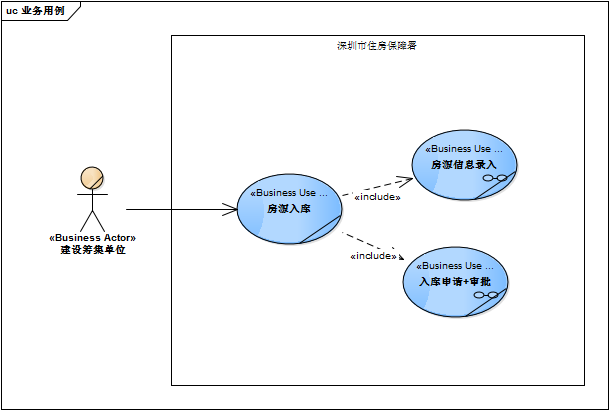 uc 业务用例
深圳市住房保障署
«Business Use ...
房源信息录入
«Business Use ...
房源入库
«include»
«Business Actor»
建设筹集单位
«include»
«Business Use ...
入库申请+审批